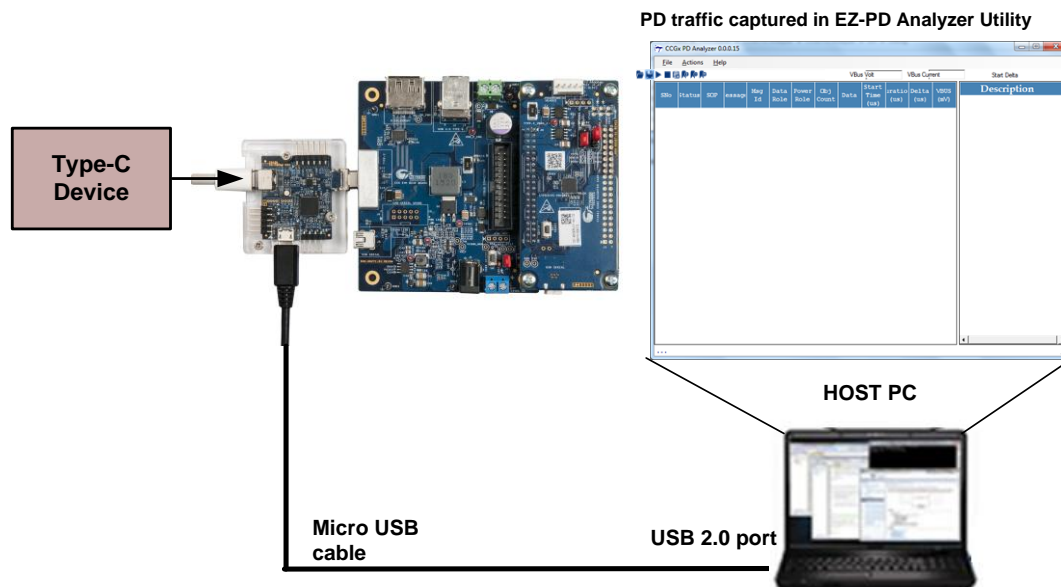 PD traffic captured in EZ-PD Analyzer Utility
CCGx PD Analyzer 0.0.0.15
File Actions Help
VBus Volt VBus Current Start Delta
SNo Status SOP Message Msg Id Data Role Power Role Obj Count Data Start Time (us) Delta (us) VBUS (mV)
Description
Type-C
Device
HOST PC
Micro USB
cable
USB 2.0 port